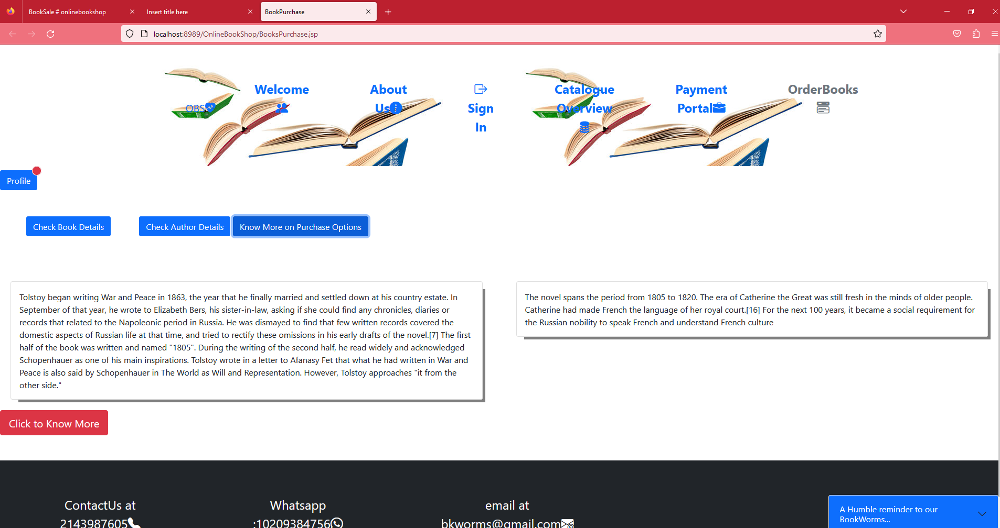 BookSale # onlinebookshop
Insert title here
BookPurchase
localhost:8989/OnlineBookShop/BooksPurchase.jsp
OBS
Welcome
About
Us
Sign
In
Catalogue
Overview
Payment
Portal
OrderBooks
Profile
Check Book Details
Check Author Details
Know More on Purchase Options
Tolstoy began writing War and Peace in 1863, the year that he finally married and settled down at his country estate. In
September of that year, he wrote to Elizabeth Bers, his sister-in-law, asking if she could find any chronicles, diaries or
records that related to the Napoleonic period in Russia. He was dismayed to find that few written records covered the
domestic aspects of Russian life at that time, and tried to rectify these omissions in his early drafts of the novel.[7] The first
half of the book was written and named "1805". During the writing of the second half, he read widely and acknowledged
Schopenhauer as one of his main inspirations. Tolstoy wrote in a letter to Afanasy Fet that what he had written in War and
Peace is also said by Schopenhauer in The World as Will and Representation. However, Tolstoy approaches "it from the
other side."
The novel spans the period from 1805 to 1820. The era of Catherine the Great was still fresh in the minds of older people.
Catherine had made French the language of her royal court.[16] For the next 100 years, it became a social requirement for
the Russian nobility to speak French and understand French culture
Click to Know More
ContactUs at
2143987605
Whatsapp
:10209384756
email at
bkworms@gmail.com
A Humble reminder to our
BookWorms...